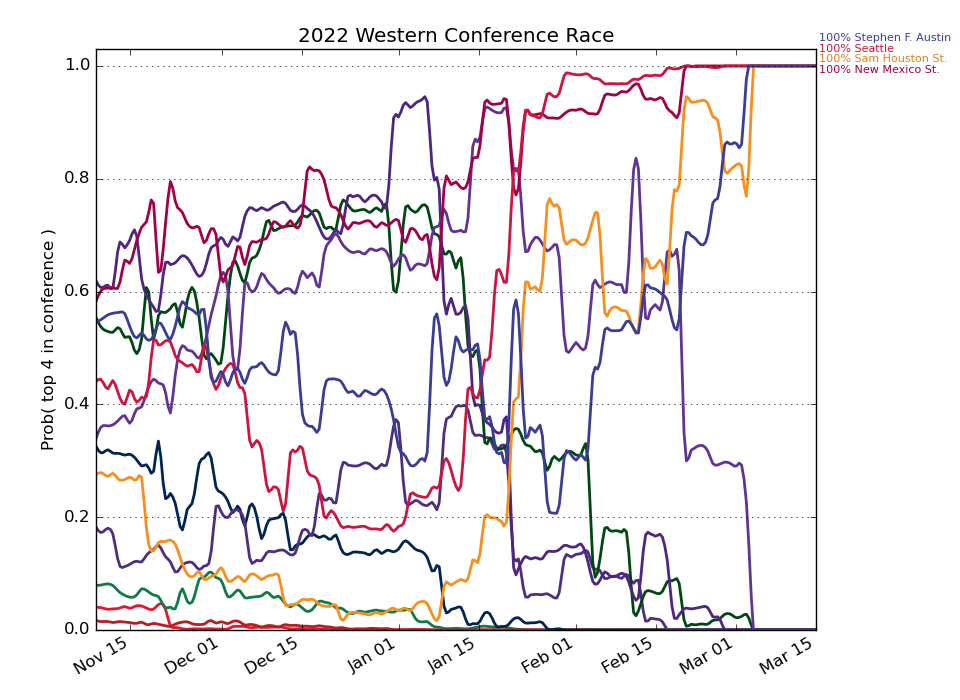 2022 Western Conference Race
100% Stephen F. Austin
100% Seattle
100% Sam Houston St.
100% New Mexico St.
Prob( top 4 in conference )
1.0
0.8
0.6
0.4
0.2
0.0
Nov 15
Dec 01
Dec 15
Jan 01
Jan 15
Feb 01
Feb 15
Mar 01
Mar 15